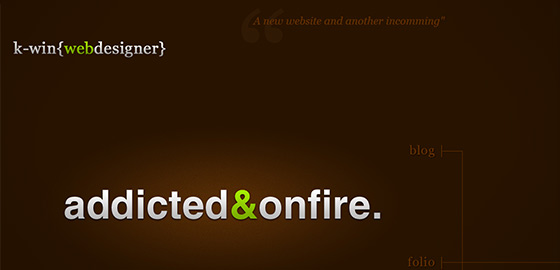 A new website and another incomming"
k-win{webdesigner}
blog
addicted&onfire.
folio